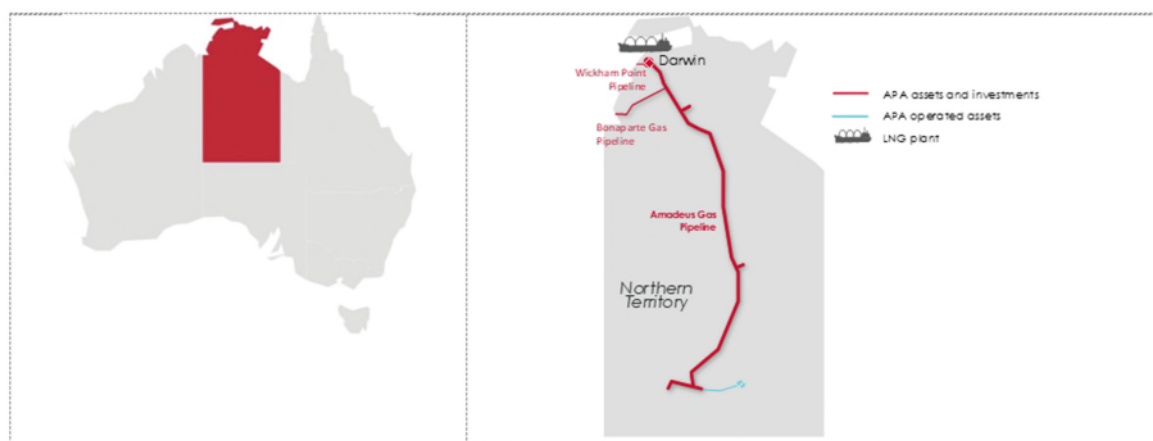 Darwin
Wickham Point
Pipeline
Bonaparte Gas
Pipeline
Amadeus Gas
Pipeline
Northern
Territory
APA assets and investments
APA operated assets
LNG plant